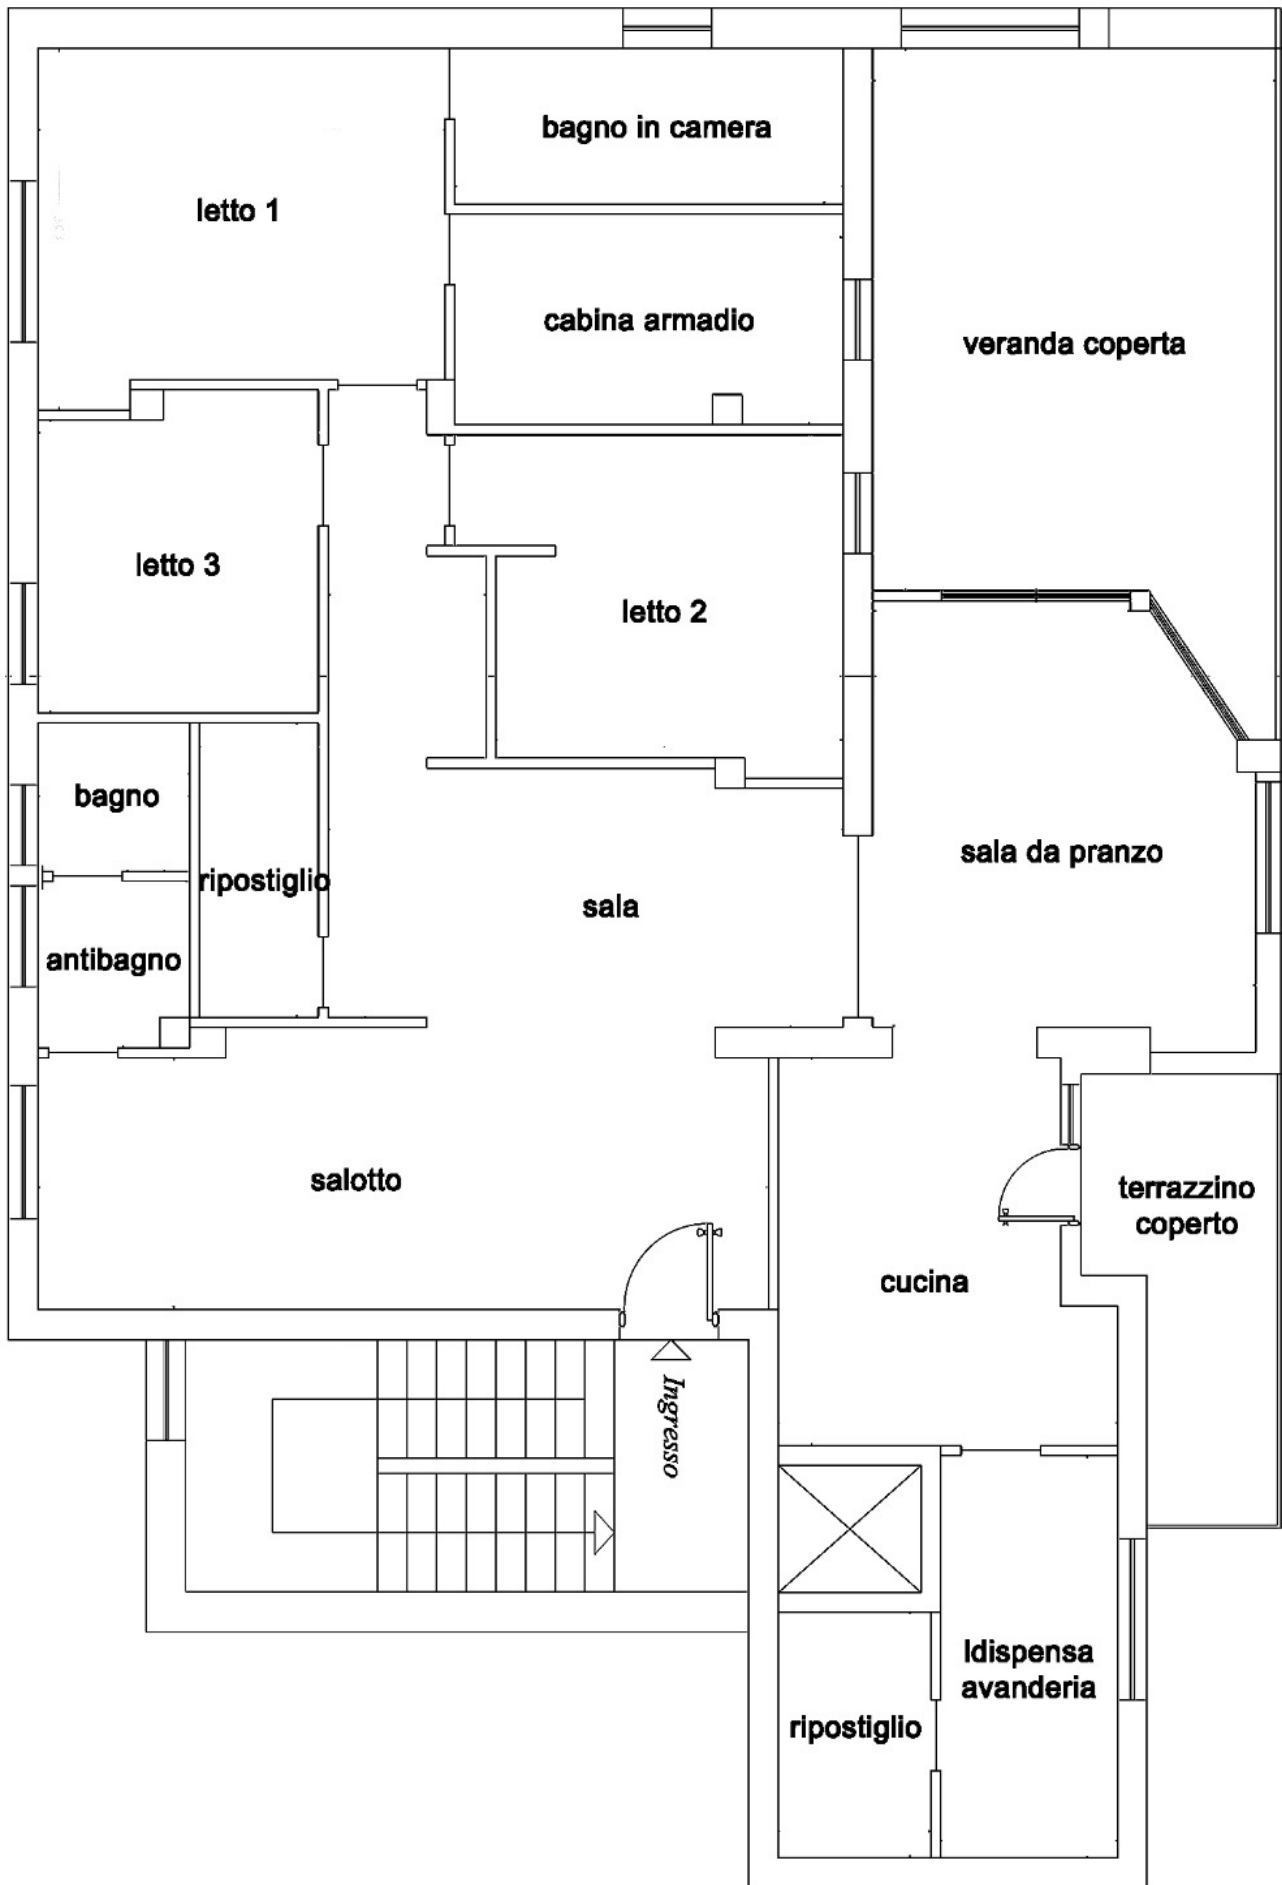 bagno in camera
letto 1
cabina armadio
veranda coperta
letto 3
letto 2
bagno
sala da pranzo
ripostiglio
sala
antibagno
salotto
terrazzino
coperto
cucina
Ingresso
ldispensa
avanderia
ripostiglio